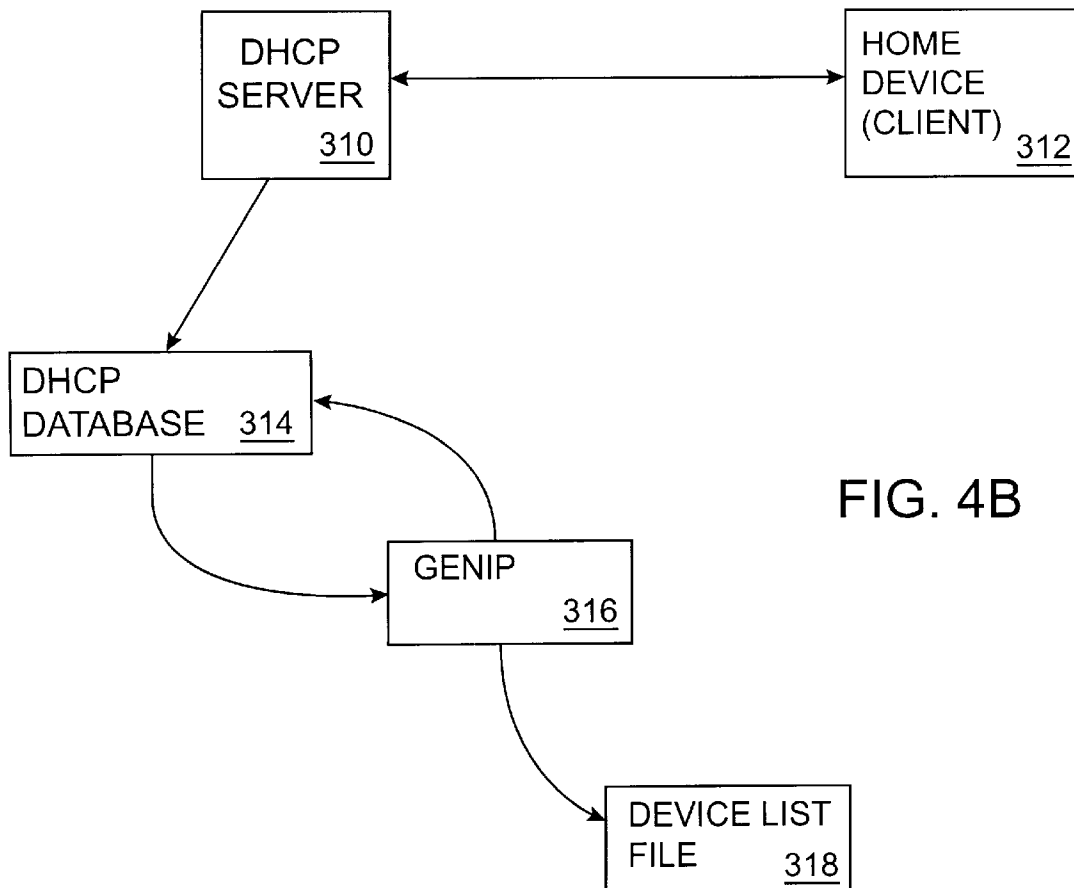 DHCP
SERVER
310
HOME
DEVICE
(CLIENT)
312
DHCP
DATABASE 314
FIG. 4B
GENIP
316
DEVICE LIST
FILE
318